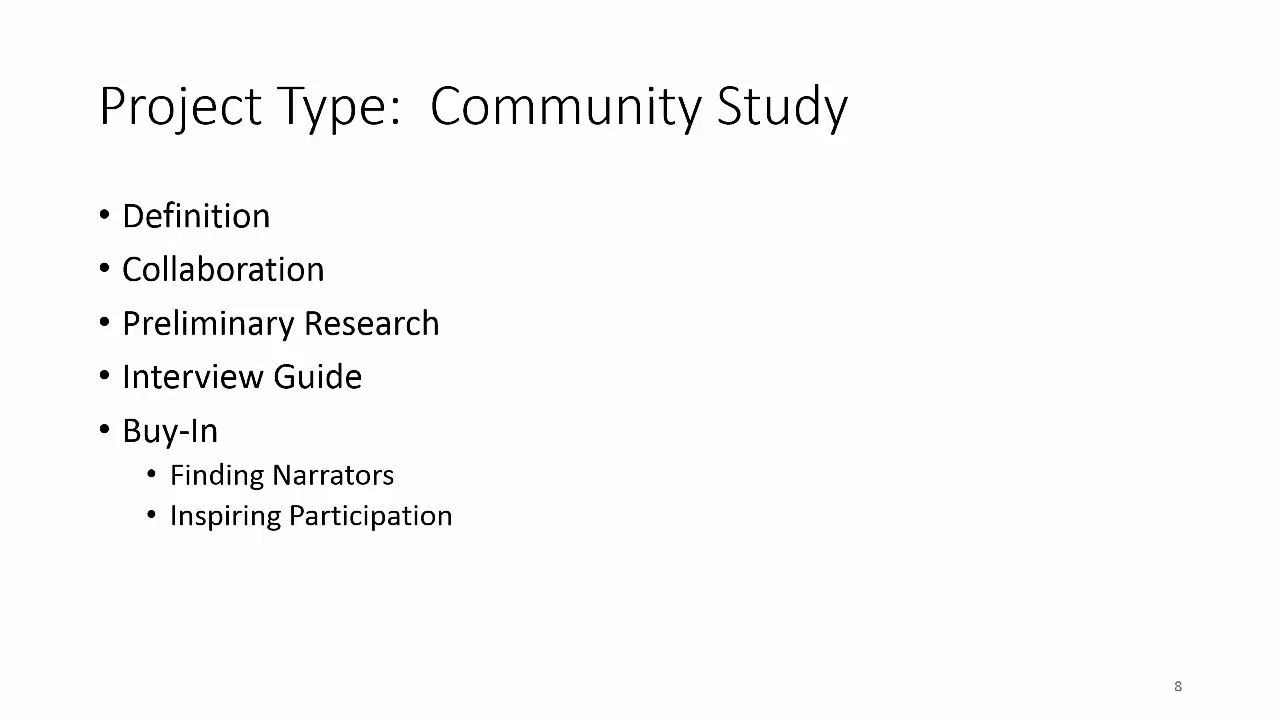 Project Type:  Community Study
• Definition
• Collaboration
• Preliminary Research
• Interview Guide
• Buy-In
• Finding Narrators
• Inspiring Participation
8